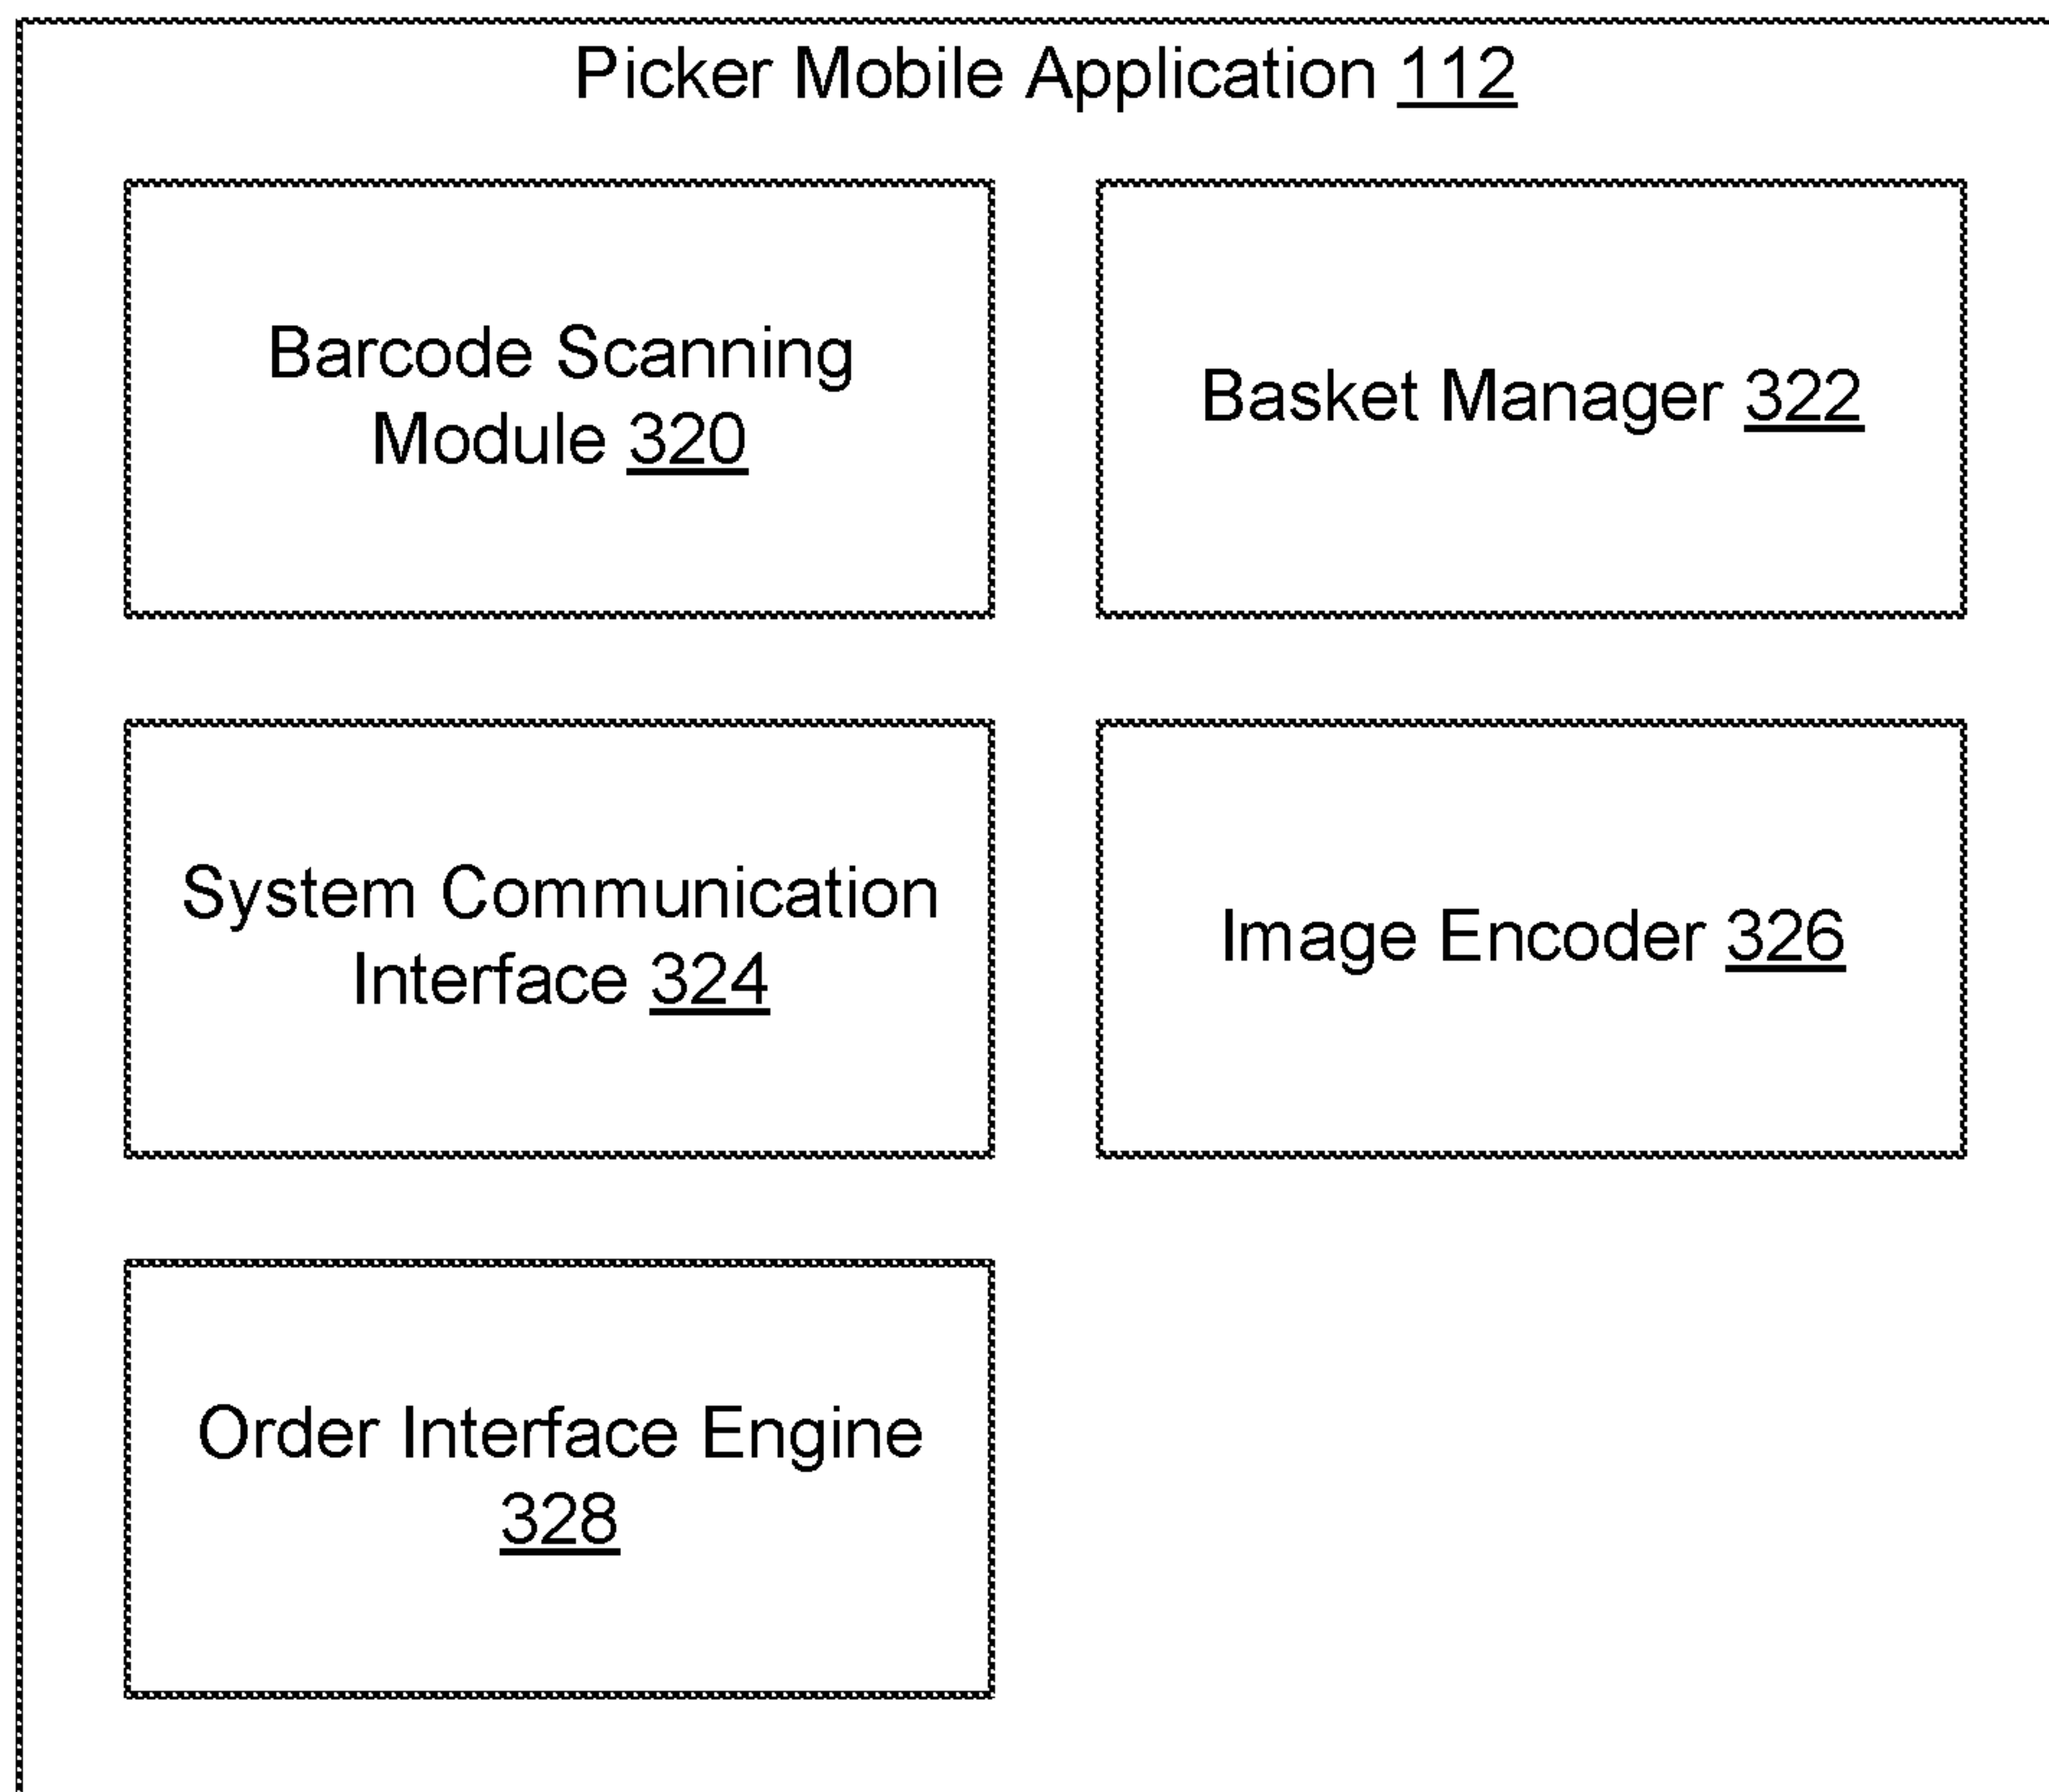 Picker Mobile Application 112
Barcode Scanning
Module 320
Basket Manager 322
System Communication
Interface 324
Image Encoder 326
Order Interface Engine
328